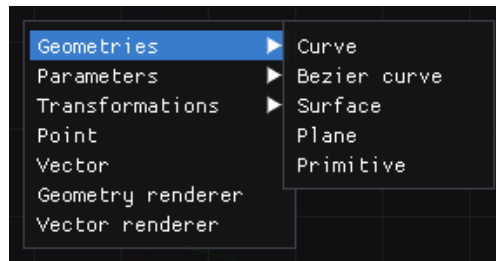 Geometries
Parameters
Transformations
Point
Vector
Geometry renderer
Vector renderer
Curve
Bezier curve
Surface
Plane
Primitive